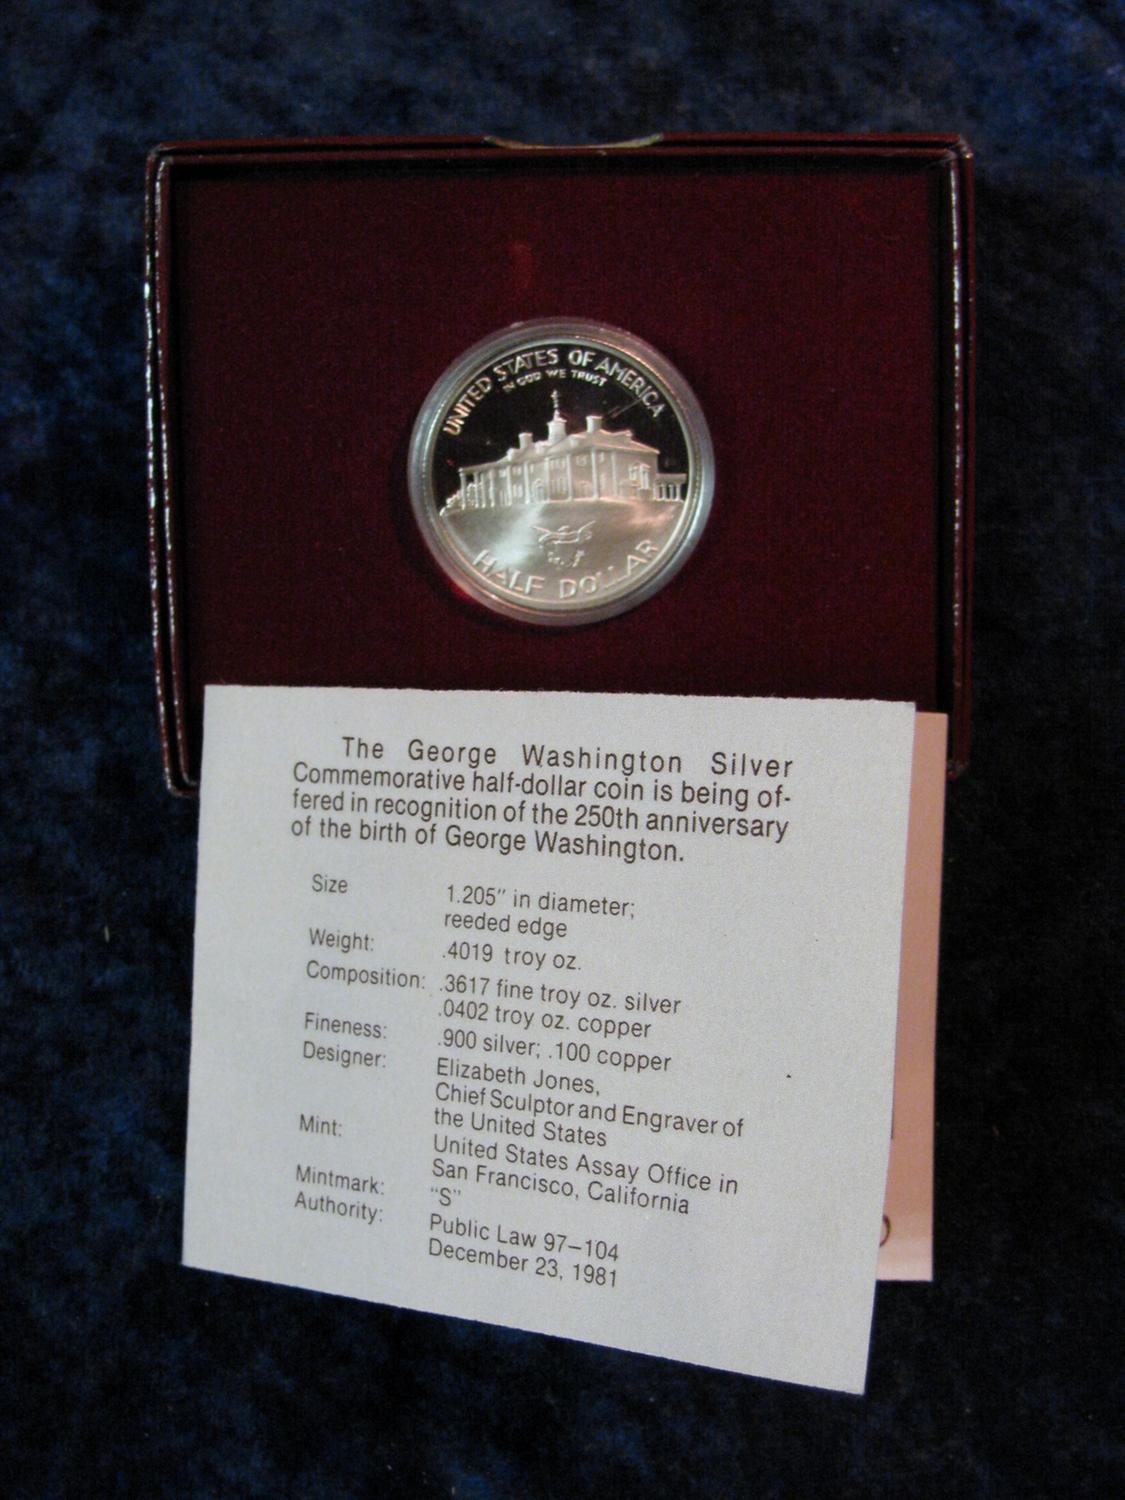 UNITED STATES OF AMERICA
IN GOD WE TRUST
HALF DOLLAR
The George Washington Silver
Commemorative half-dollar coin is being of-
fered in recognition of the 250th anniversary
of the birth of George Washington.
Size 1.205" in diameter;
reeded edge
Weight: .4019 troy oz.
Composition: .3617 fine troy oz. silver
.0402 troy oz. copper
Fineness: .900 silver; .100 copper
Designer: Elizabeth Jones,
Chief Sculptor and Engraver of
the United States
Mint: United States Assay Office in
San Francisco, California
Mintmark: "S"
Authority: Public Law 97–104
December 23, 1981